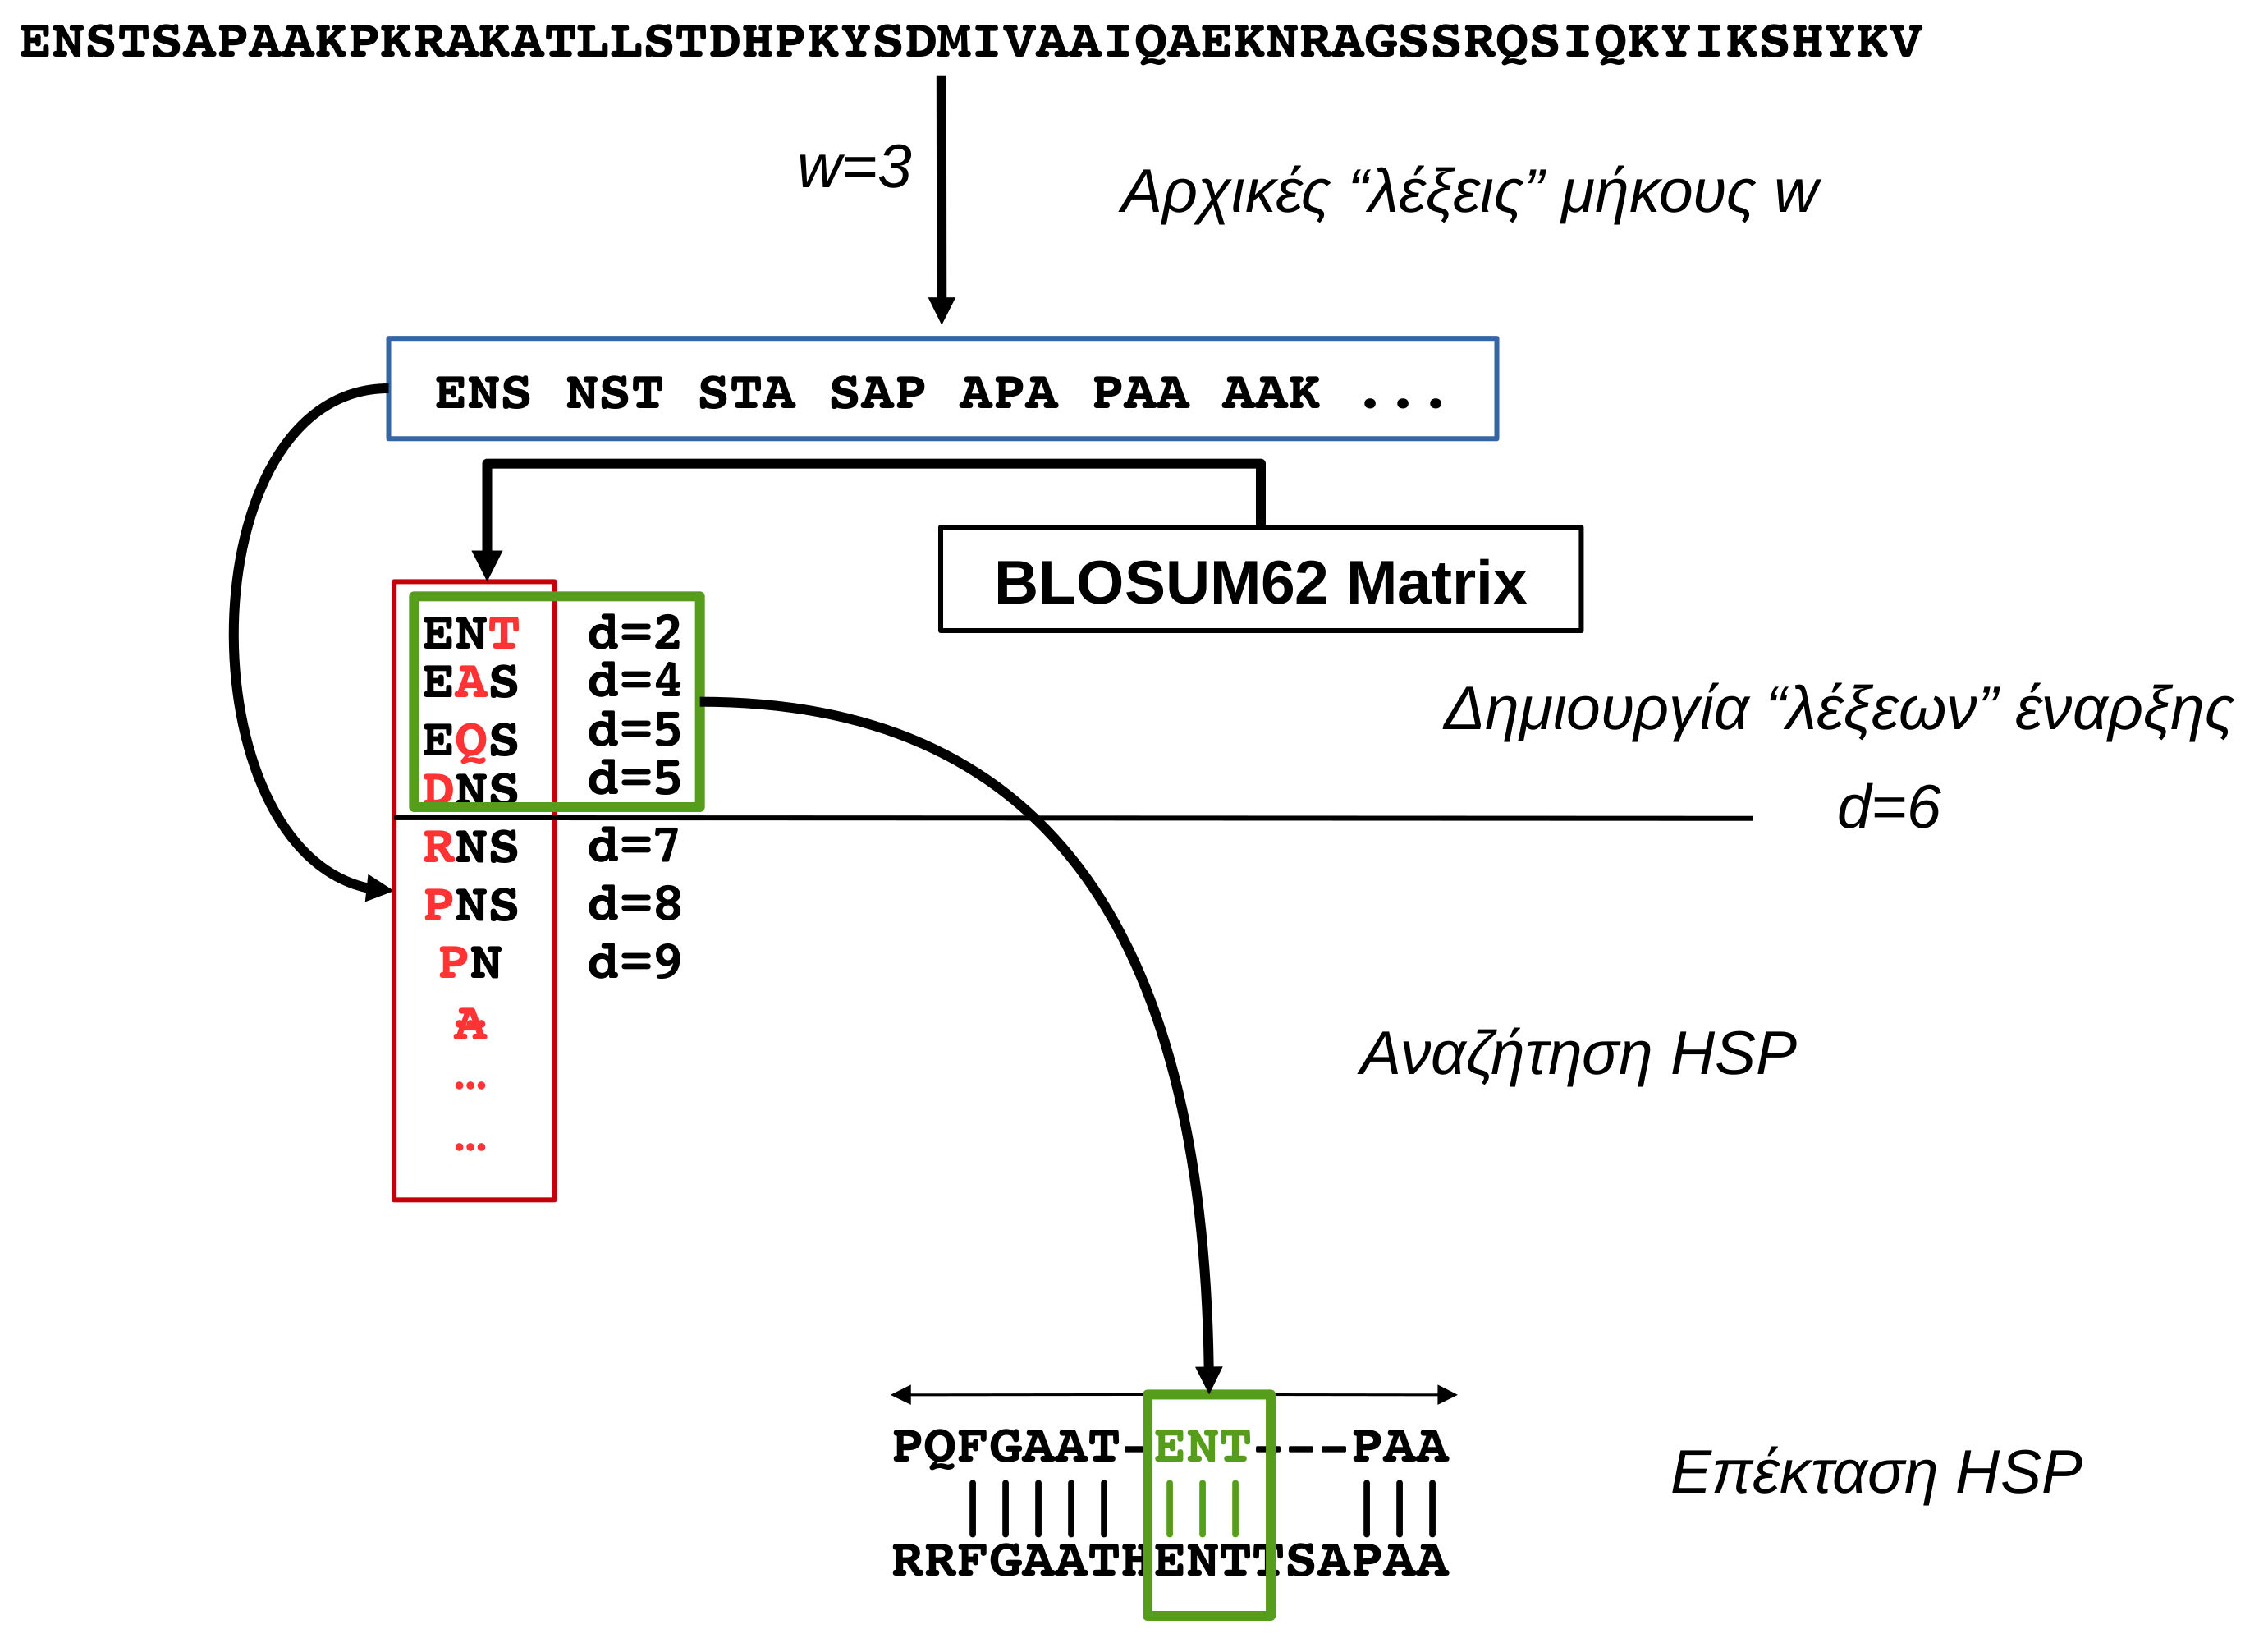 ENSTSAPAAKPKRAKATLLSTDHPKYSDMIVAAIQAEKNRAGSSRQSIQKYIKSHYKV
w=3
Αρχικές “λέξεις” μήκους w
ENS NST STA SAP APA PAA AAK ...
BLOSUM62 Matrix
ENT d=2
EAS d=4
EQS d=5
DNS d=5
Δημιουργία “λέξεων” έναρξης
d=6
RNS d=7
PNS d=8
PN d=9
A
...
...
Αναζήτηση HSP
PQFGAAT-ENT---PAA
RRFGAATHENTTSAPAA
Επέκταση HSP